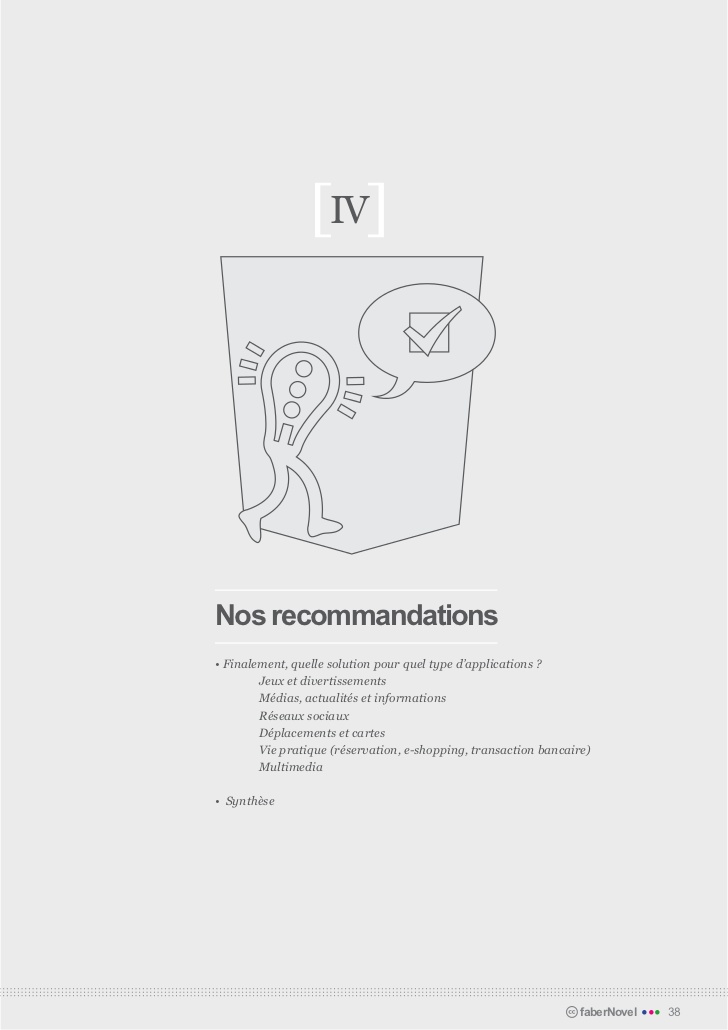 [IV]
Nos recommandations
• Finalement, quelle solution pour quel type d’applications ?
Jeux et divertissements
Médias, actualités et informations
Réseaux sociaux
Déplacements et cartes
Vie pratique (réservation, e-shopping, transaction bancaire)
Multimedia
• Synthèse
cc faberNovel 38